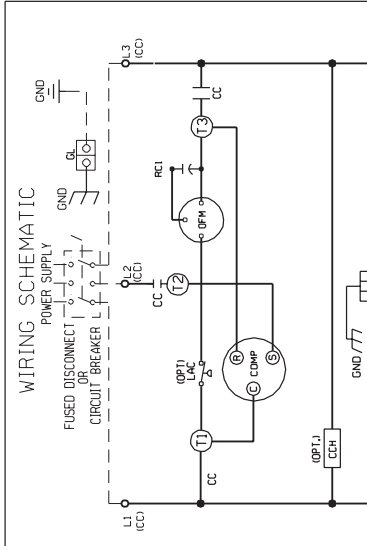 WIRING SCHEMATIC
POWER SUPPLY
FUSED DISCONNECT
OR
CIRCUIT BREAKER
GND
GL
GND
L1
(CC)
L2
(CC)
L3
(CC)
CC
T2
CC
T3
RC1
OFM
(OPT)
LAC
T1
CC
R
COMP
C
S
(OPT.)
CCH
GND